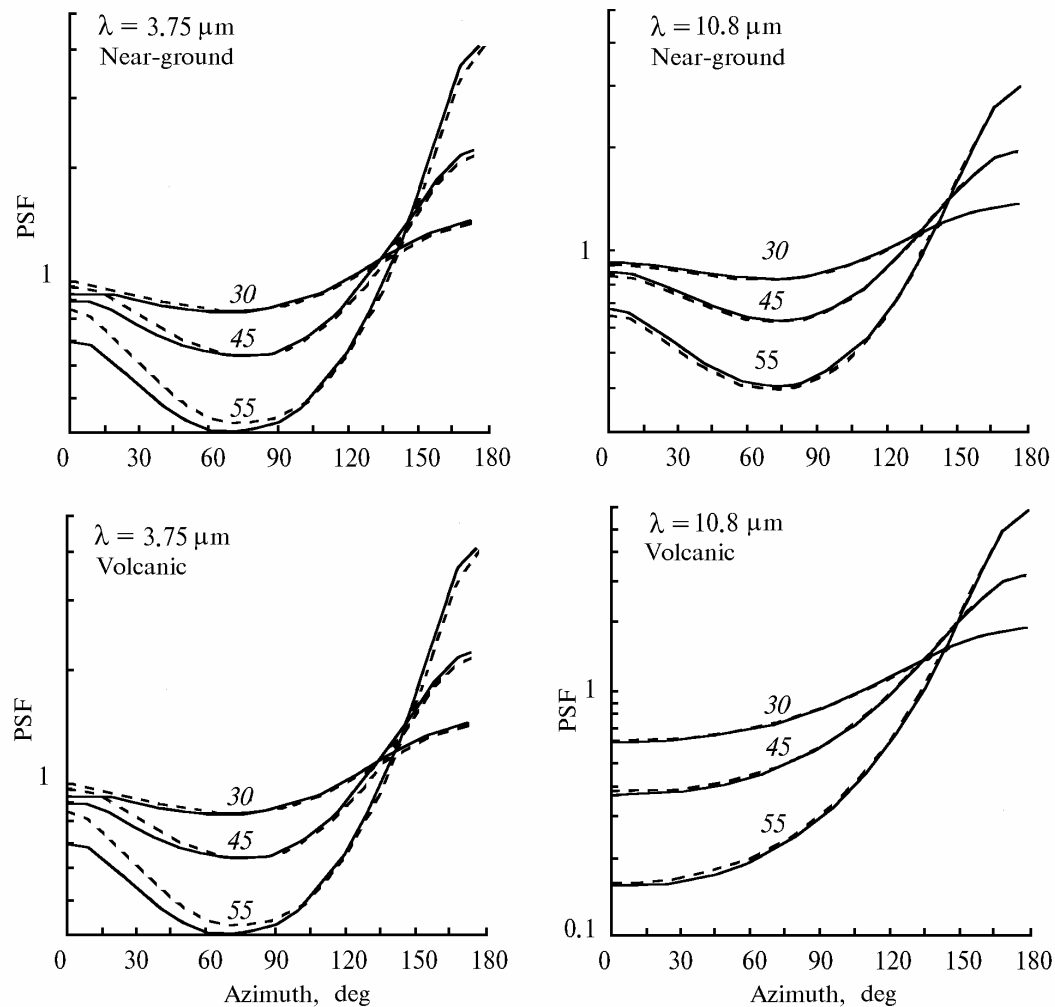 λ = 3.75 μm
Near-ground
PSF
1
30
45
55
0 30 60 90 120 150 180
λ = 10.8 μm
Near-ground
1
30
45
55
0 30 60 90 120 150 180
λ = 3.75 μm
Volcanic
PSF
1
30
45
55
0 30 60 90 120 150 180
Azimuth, deg
λ = 10.8 μm
Volcanic
PSF
1
0.1
30
45
55
0 30 60 90 120 150 180
Azimuth, deg